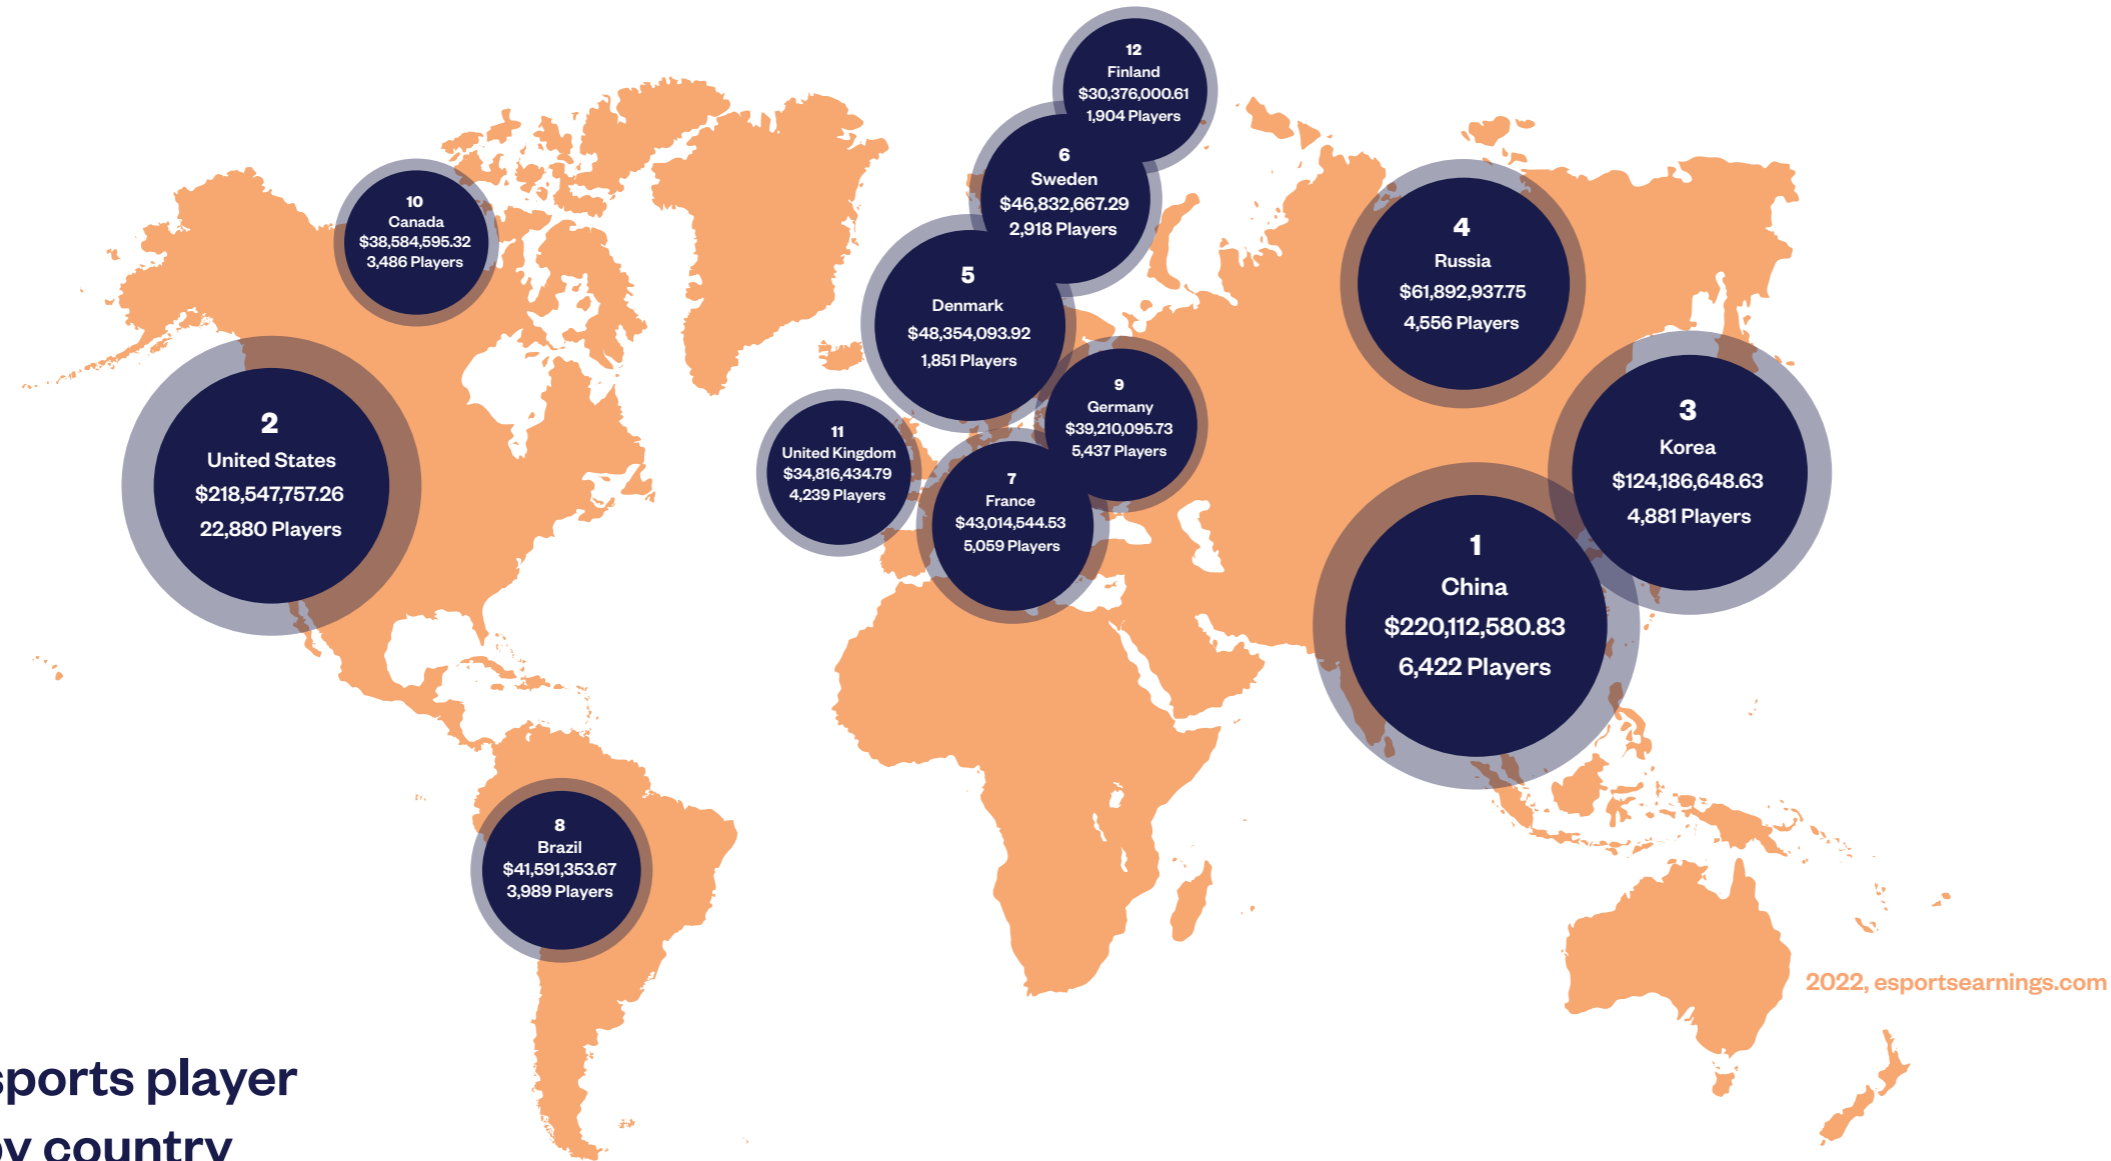 12
Finland
$30,376,000.61
1,904 Players
6
Sweden
$46,832,667.29
2,918 Players
10
Canada
$38,584,595.32
3,486 Players
4
Russia
$61,892,937.75
4,556 Players
5
Denmark
$48,354,093.92
1,851 Players
9
Germany
$39,210,095.73
5,437 Players
2
United States
$218,547,757.26
22,880 Players
11
United Kingdom
$34,816,434.79
4,239 Players
7
France
$43,014,544.53
5,059 Players
3
Korea
$124,186,648.63
4,881 Players
1
China
$220,112,580.83
6,422 Players
8
Brazil
$41,591,353.67
3,989 Players
2022, esportsearnings.com
sports player
by country